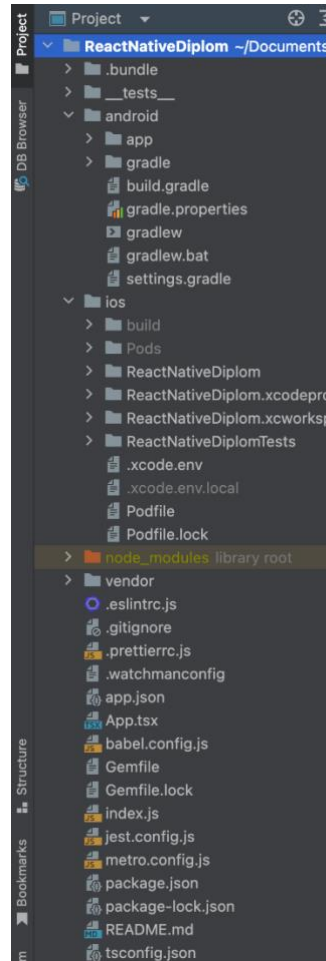 Project
Project
DB Browser
Structure
Bookmarks
ReactNativeDiplom ~/Documents
.bundle
__tests__
android
app
gradle
build.gradle
gradle.properties
gradlew
gradlew.bat
settings.gradle
ios
build
Pods
ReactNativeDiplom
ReactNativeDiplom.xcodepro
ReactNativeDiplom.xcworksp
ReactNativeDiplomTests
.xcode.env
.xcode.env.local
Podfile
Podfile.lock
node_modules library root
vendor
.eslintrc.js
.gitignore
.prettierrc.js
.watchmanconfig
app.json
App.tsx
babel.config.js
Gemfile
Gemfile.lock
index.js
jest.config.js
metro.config.js
package.json
package-lock.json
README.md
tsconfig.json